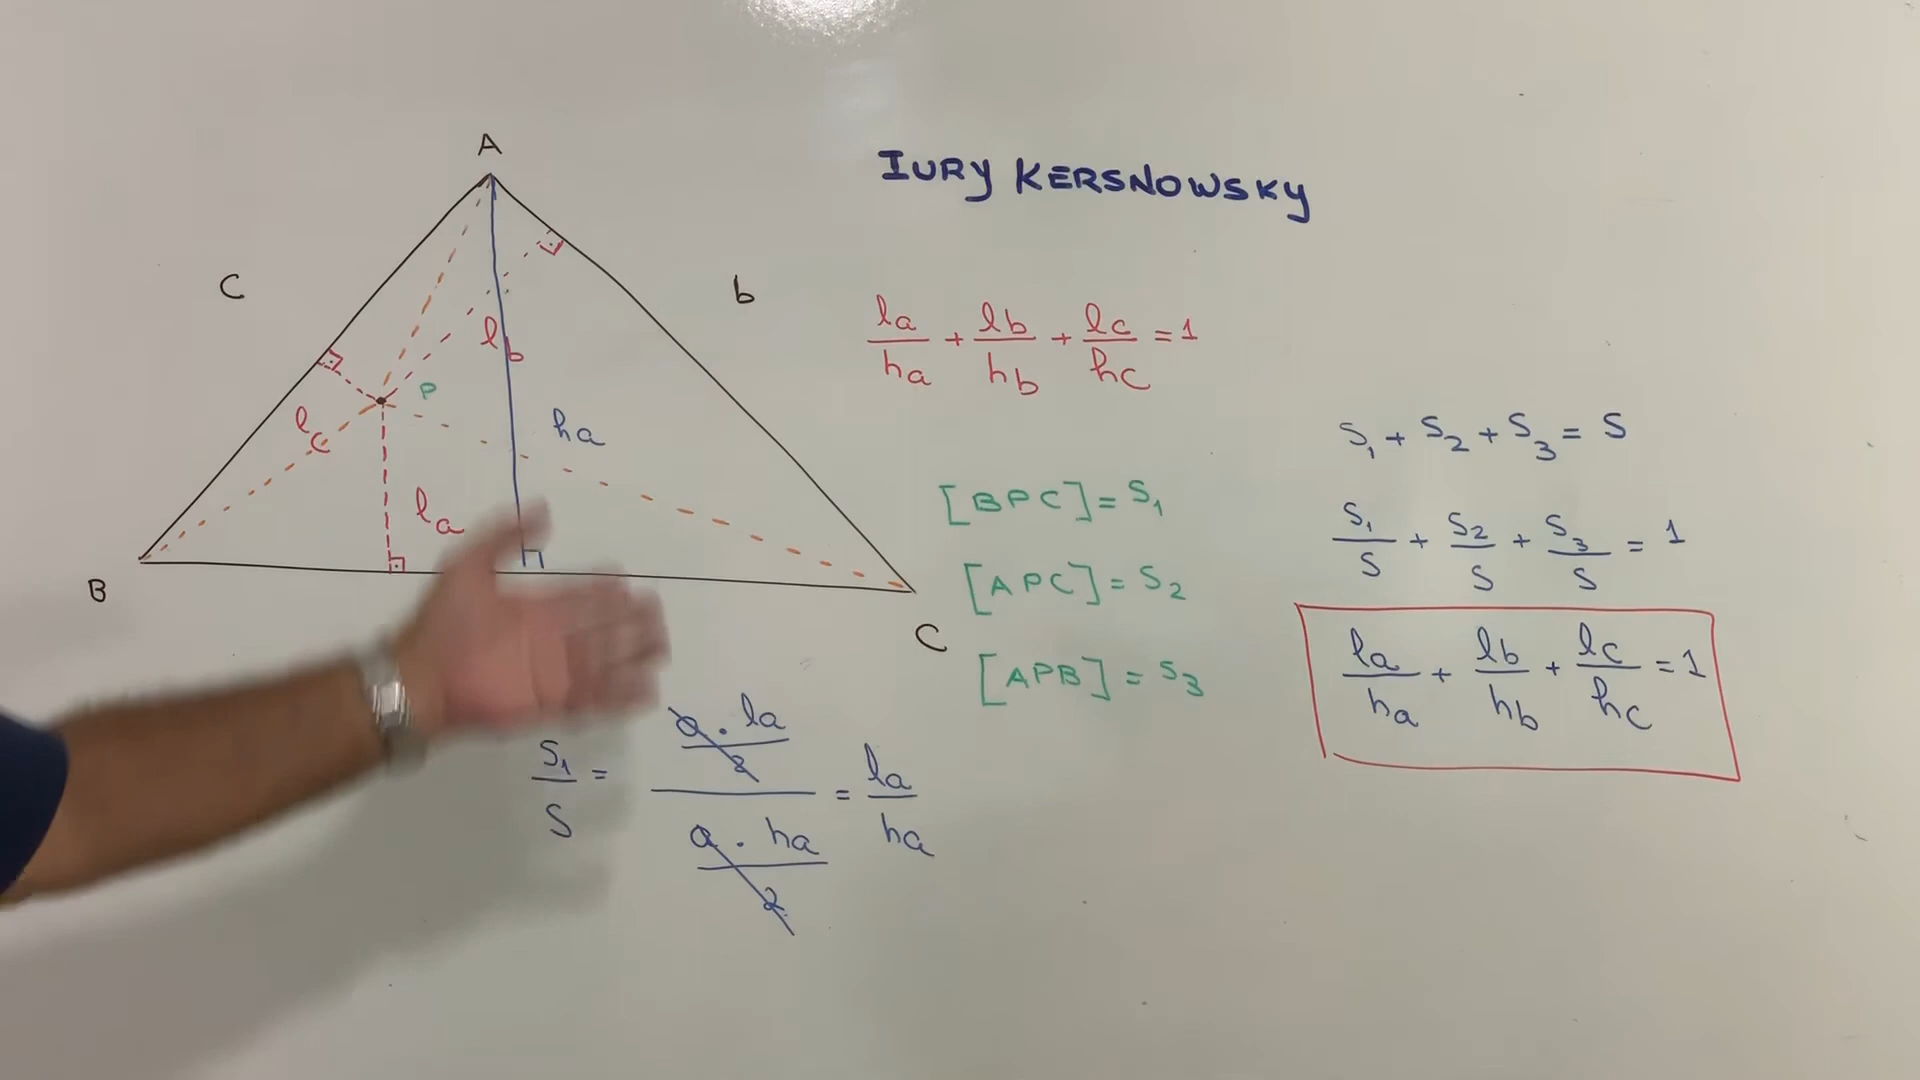 A
IURY KERSNOWSKY
c
b
la/ha + lb/hb + lc/hc = 1
lb
P
lc
ha
la
S₁ + S₂ + S₃ = S
[BPC] = S₁
S₁/S + S₂/S + S₃/S = 1
[APC] = S₂
B
C
la/ha + lb/hb + lc/hc = 1
[APB] = S₃
S₁/S = (a · la/2)/(a · ha/2) = la/ha